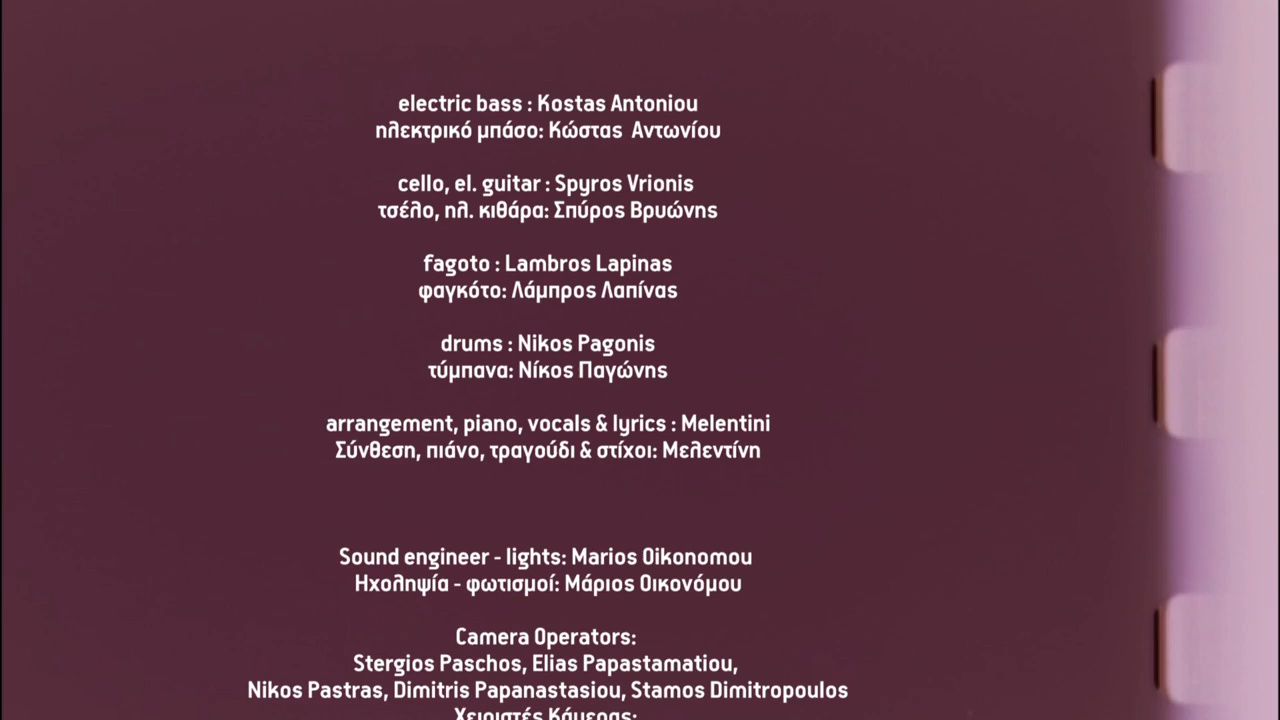 electric bass : Kostas Antoniou
ηλεκτρικό μπάσο: Κώστας Αντωνίου
cello, el. guitar : Spyros Vrionis
τσέλο, ηλ. κιθάρα: Σπύρος Βρυώνης
fagoto : Lambros Lapinas
φαγκότο: Λάμπρος Λαπίνας
drums : Nikos Pagonis
τύμπανα: Νίκος Παγώνης
arrangement, piano, vocals & lyrics : Melentini
Σύνθεση, πιάνο, τραγούδι & στίχοι: Μελεντίνη
Sound engineer - lights: Marios Oikonomou
Ηχοληψία - φωτισμοί: Μάριος Οικονόμου
Camera Operators:
Stergios Paschos, Elias Papastamatiou,
Nikos Pastras, Dimitris Papanastasiou, Stamos Dimitropoulos
Χειριστές Κάμερας: